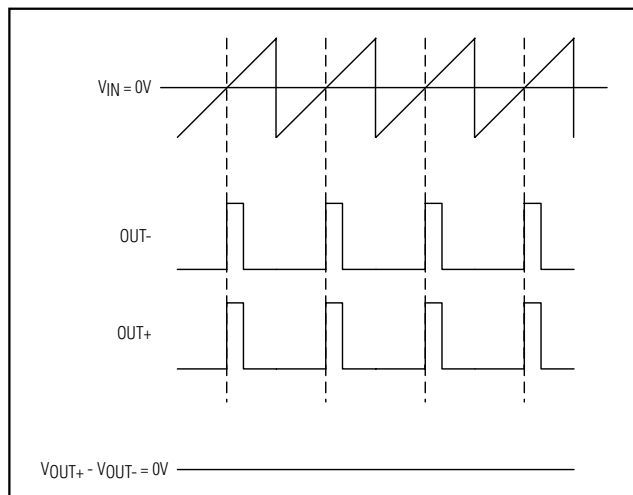 VIN = 0V
OUT-
OUT+
VOUT+ - VOUT- = 0V